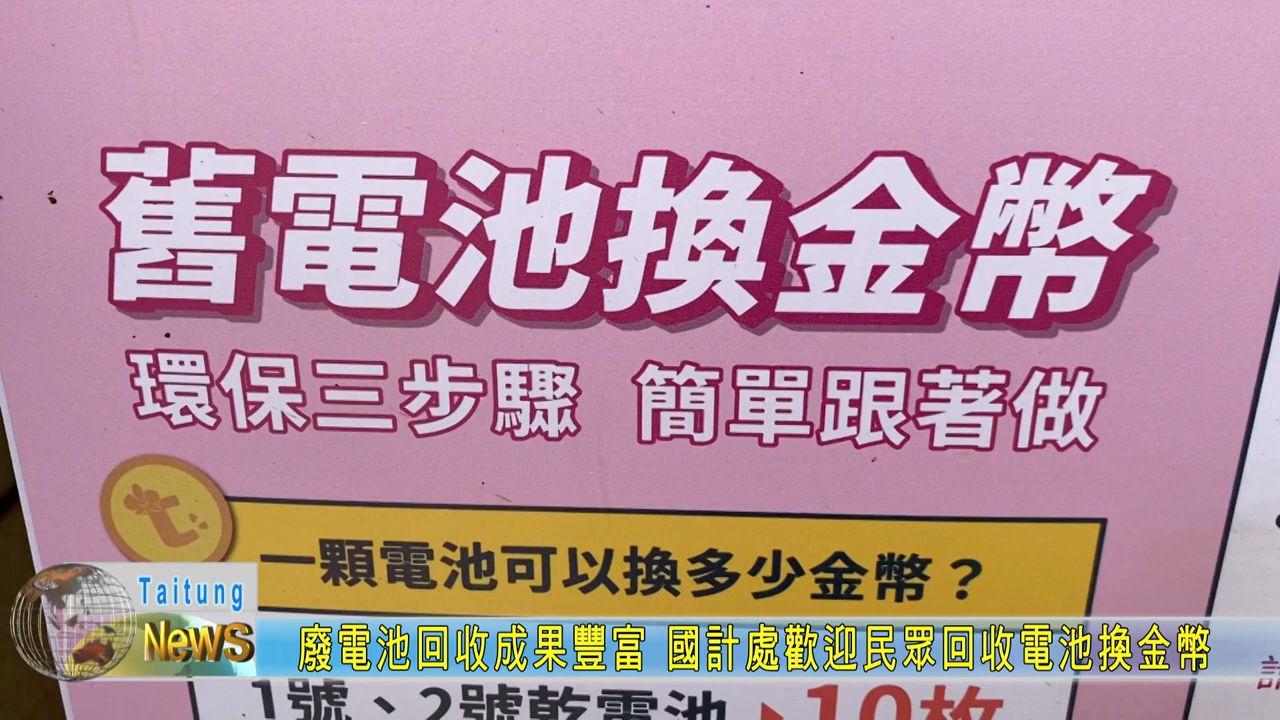 舊電池換金幣
環保三步驟 簡單跟著做
一顆電池可以換多少金幣？
Taitung
News
廢電池回收成果豐富 國計處歡迎民眾回收電池換金幣
1號、2號乾電池 10枚